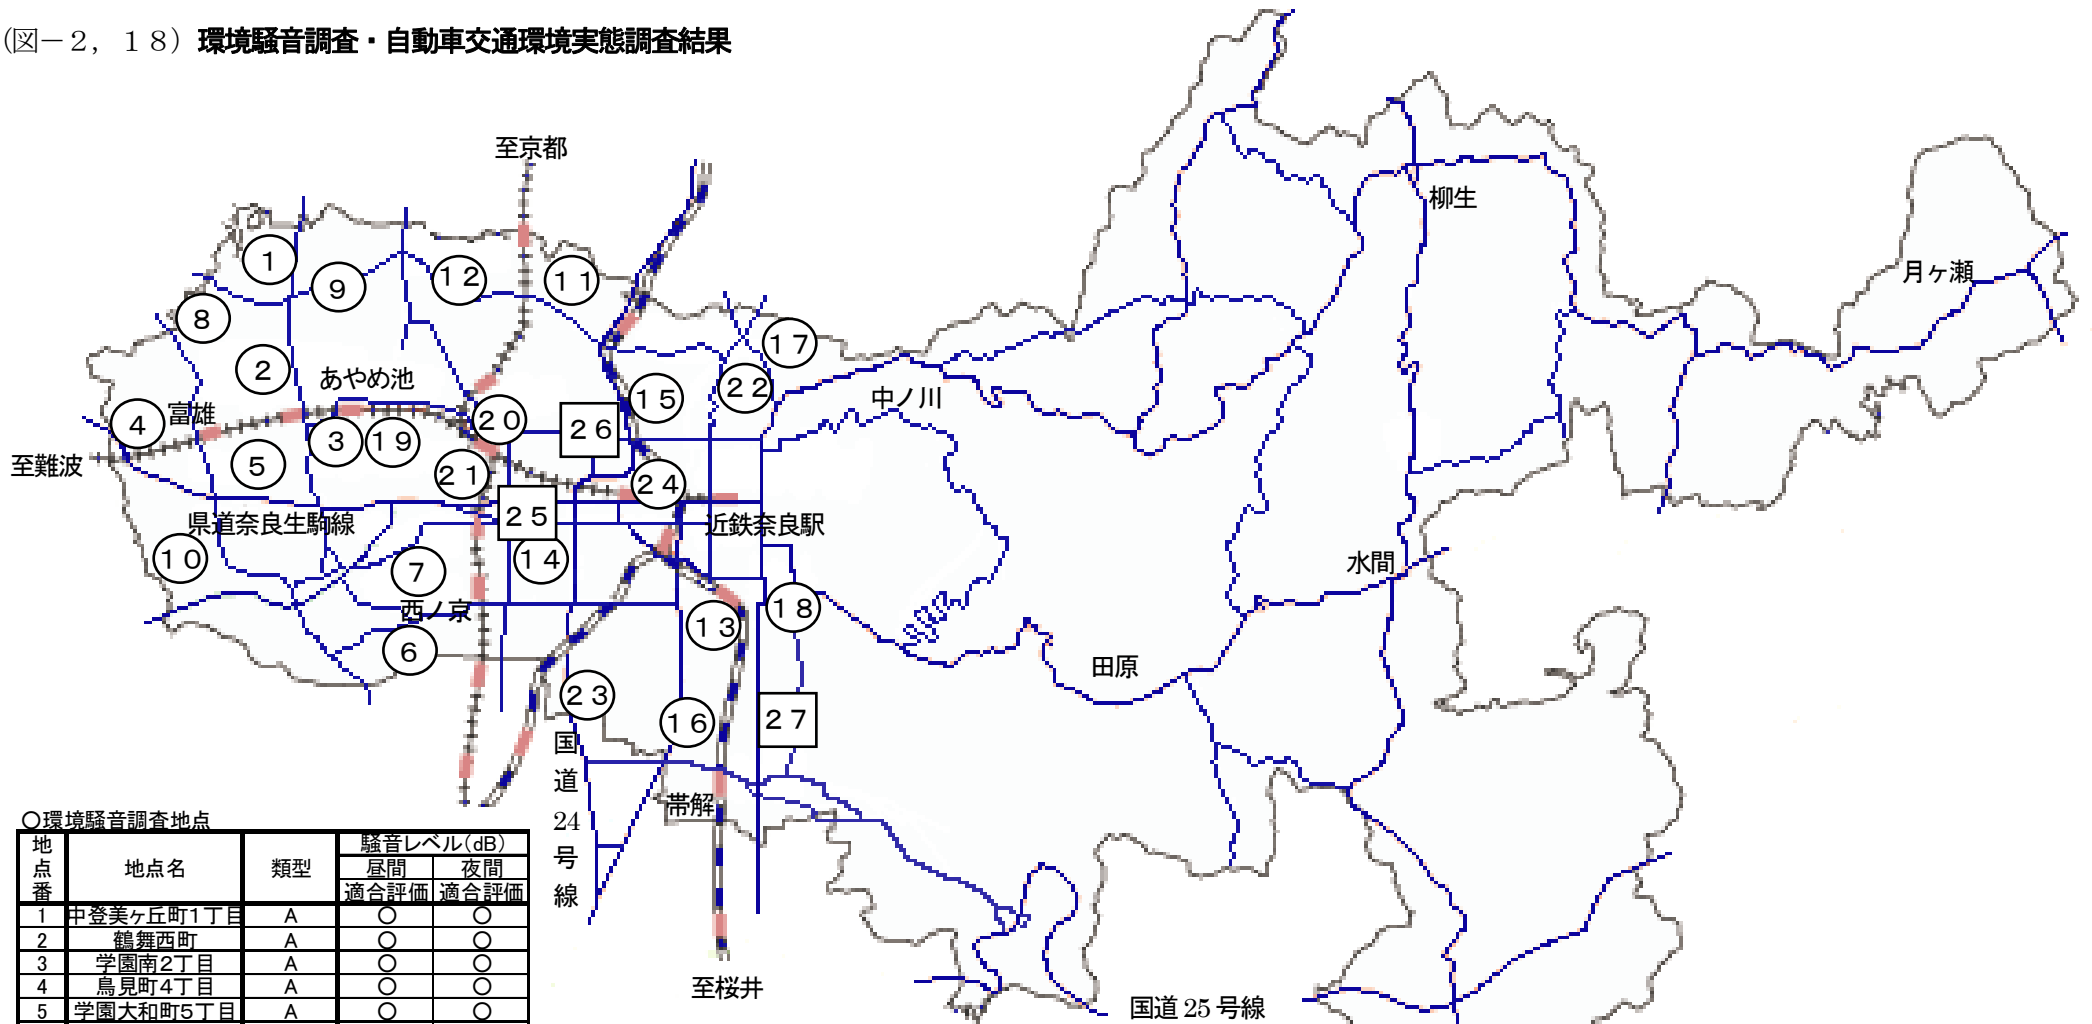 (図－2，１８) 環境騒音調査・自動車交通環境実態調査結果
至京都
柳生
月ヶ瀬
1
9
12
11
8
17
2
あやめ池
15
22
中ノ川
4
富雄
20
26
3
19
5
至難波
21
24
25
県道奈良生駒線
近鉄奈良駅
10
7
14
水間
西ノ京
18
13
6
田原
23
16
27
国道24号線
帯解
至桜井
国道25号線
○環境騒音調査地点
地点番 地点名 類型 騒音レベル(dB)
昼間 夜間
適合評価 適合評価
1 中登美ヶ丘町1丁目 A ○ ○
2 鶴舞西町 A ○ ○
3 学園南2丁目 A ○ ○
4 鳥見町4丁目 A ○ ○
5 学園大和町5丁目 A ○ ○